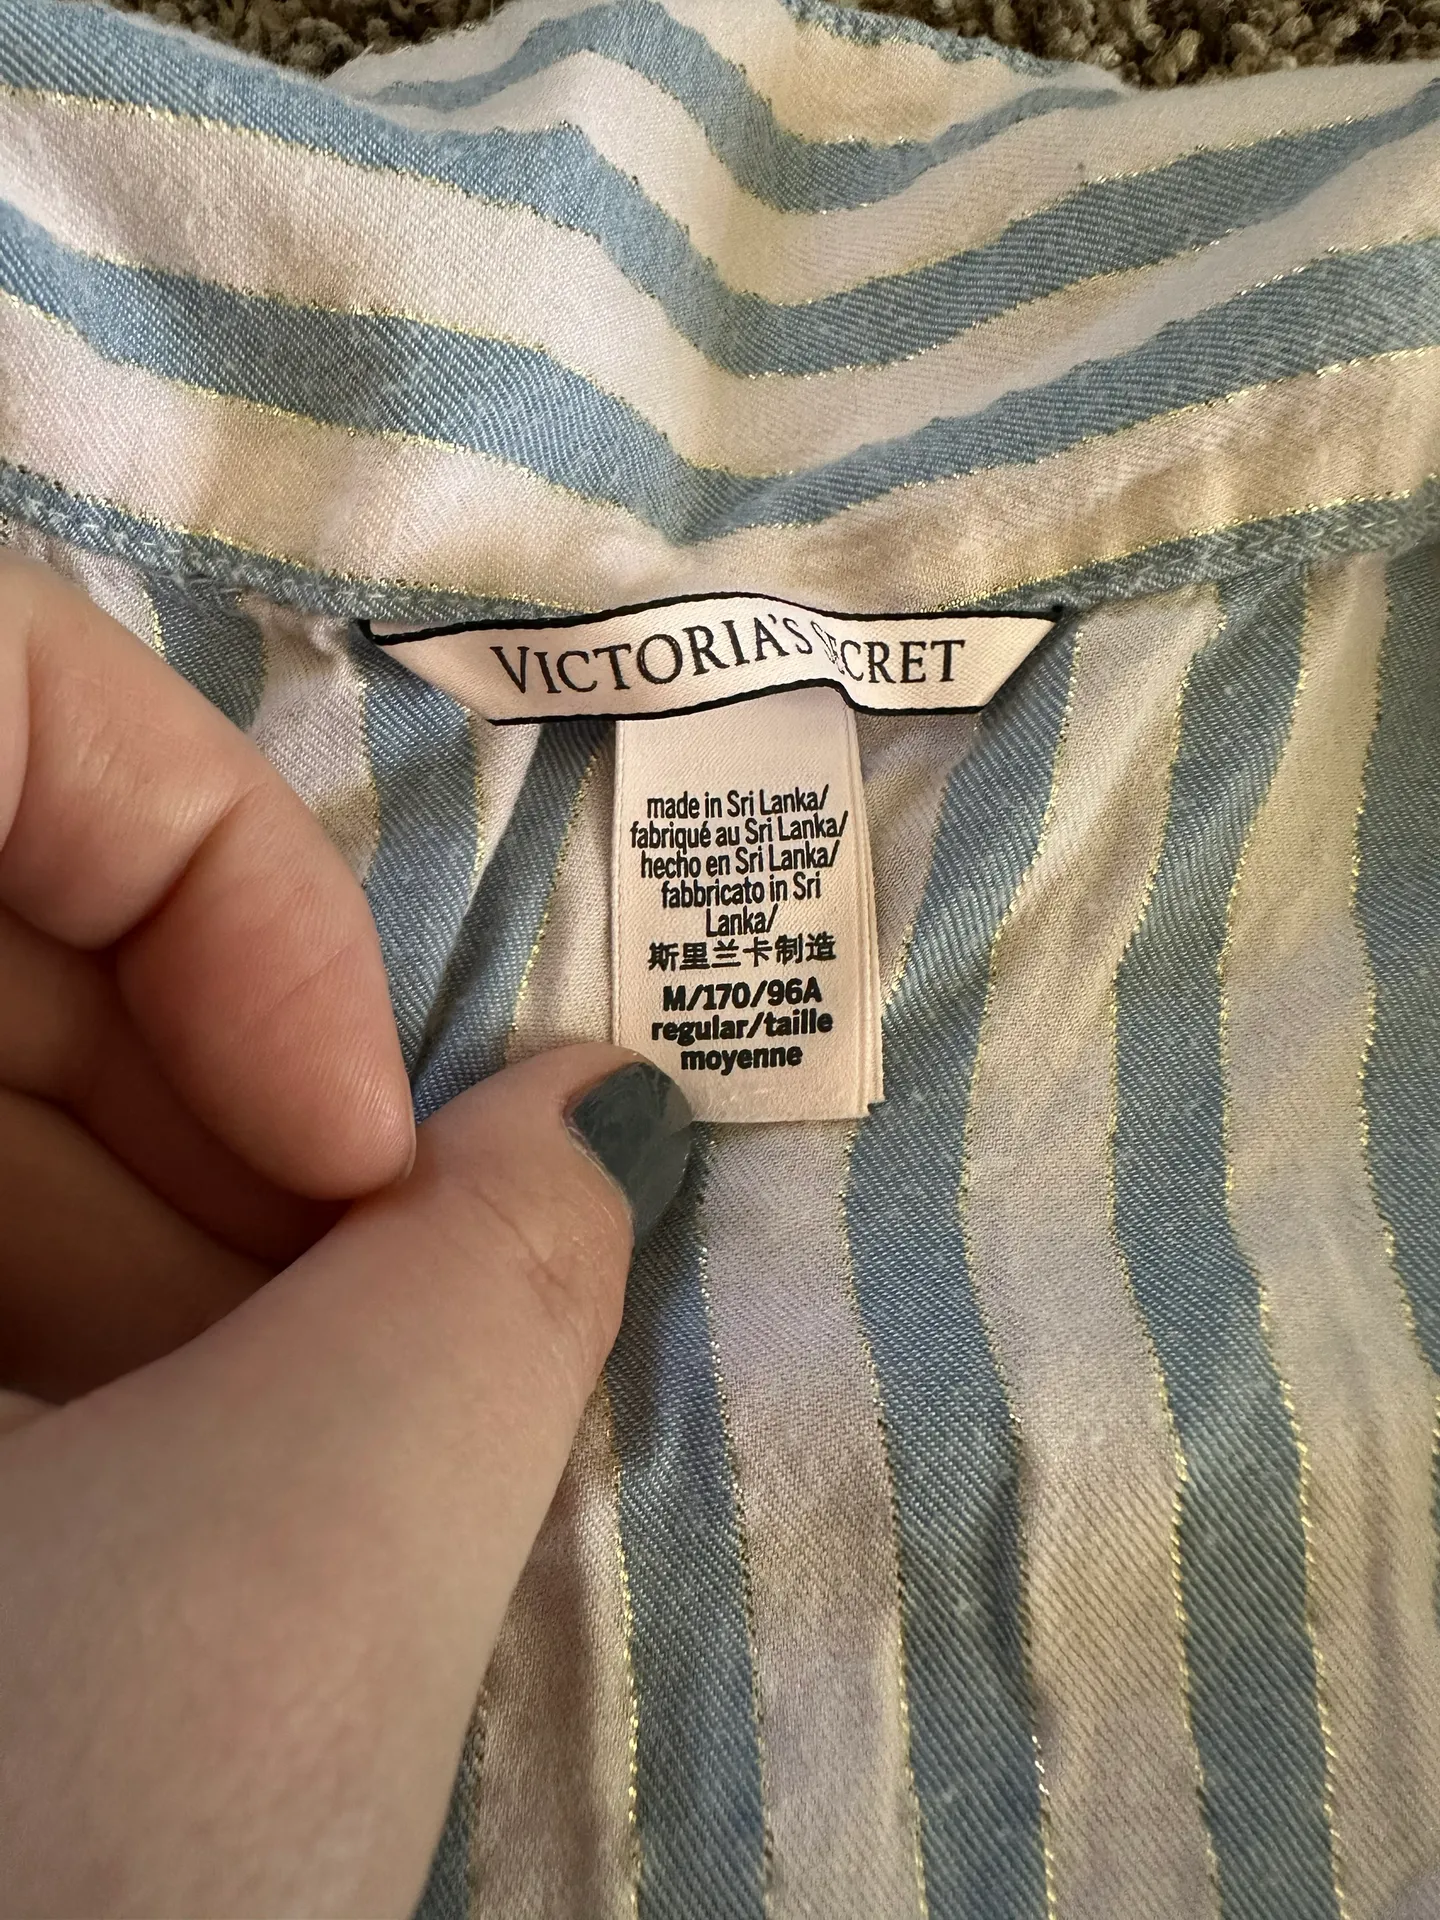 VICTORIA'S SECRET
made in Sri Lanka/
fabriqué au Sri Lanka/
hecho en Sri Lanka/
fabbricato in Sri
Lanka/
斯里兰卡制造
M/170/96A
regular/taille
moyenne